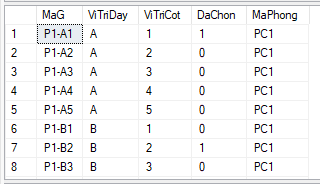 MaG ViTriDay ViTriCot DaChon MaPhong
1 P1-A1 A 1 1 PC1
2 P1-A2 A 2 0 PC1
3 P1-A3 A 3 0 PC1
4 P1-A4 A 4 0 PC1
5 P1-A5 A 5 0 PC1
6 P1-B1 B 1 0 PC1
7 P1-B2 B 2 1 PC1
8 P1-B3 B 3 0 PC1